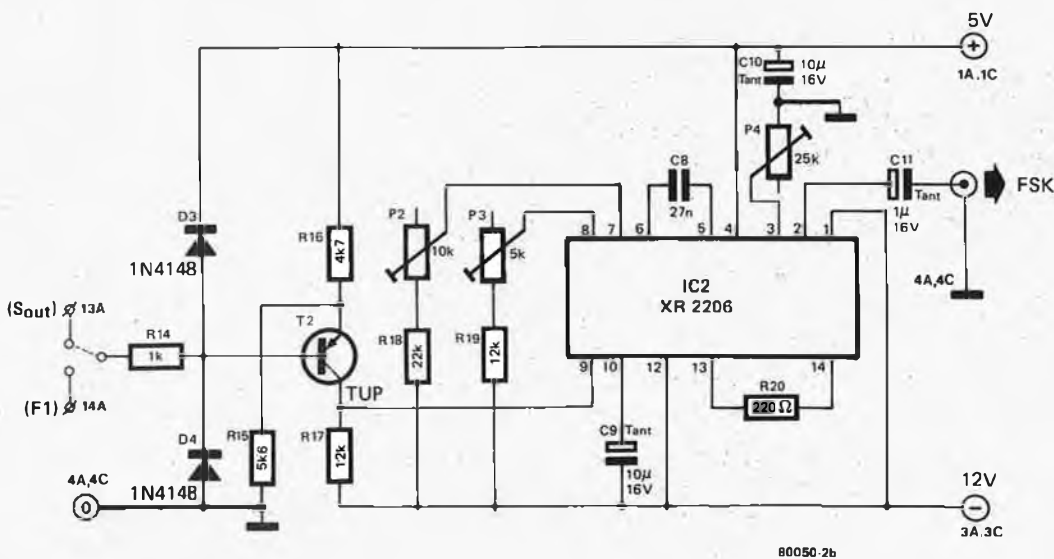 5V
+
1A.1C
C10
10µ
Tant
16V
P4
25k
C8
27n
C11
Tant
1µ
16V
FSK
4A,4C
D3
1N4148
R16
4k7
P2
10k
P3
5k
8 7 6 5 4 3 2 1
IC2
XR 2206
9 10 12 13 14
(Sout)
13A
R14
1k
(F1)
14A
T2
TUP
R18
22k
R19
12k
R20
220 Ω
D4
1N4148
R15
5k6
R17
12k
C9
Tant
10µ
16V
4A,4C
0
12V
−
3A.3C
80050-2b